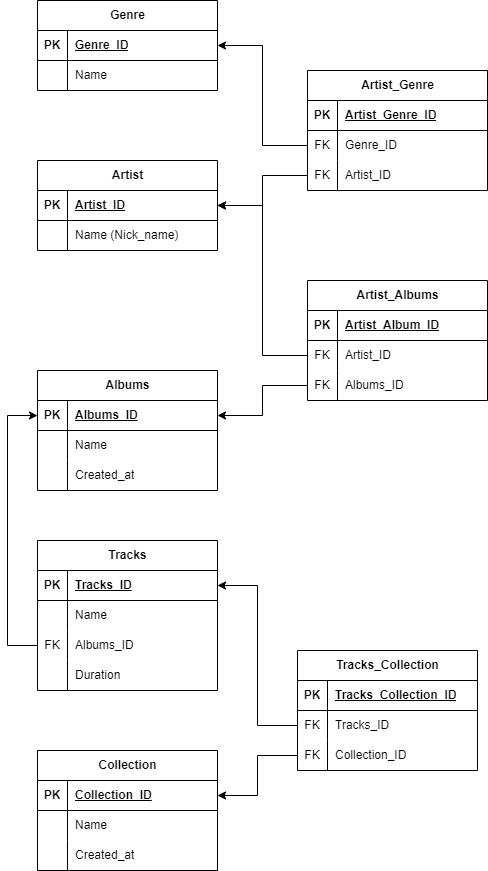 Genre
PK Genre_ID
Name
Artist_Genre
PK Artist_Genre_ID
FK Genre_ID
FK Artist_ID
Artist
PK Artist_ID
Name (Nick_name)
Artist_Albums
PK Artist_Album_ID
FK Artist_ID
FK Albums_ID
Albums
PK Albums_ID
Name
Created_at
Tracks
PK Tracks_ID
Name
FK Albums_ID
Duration
Tracks_Collection
PK Tracks_Collection_ID
FK Tracks_ID
FK Collection_ID
Collection
PK Collection_ID
Name
Created_at